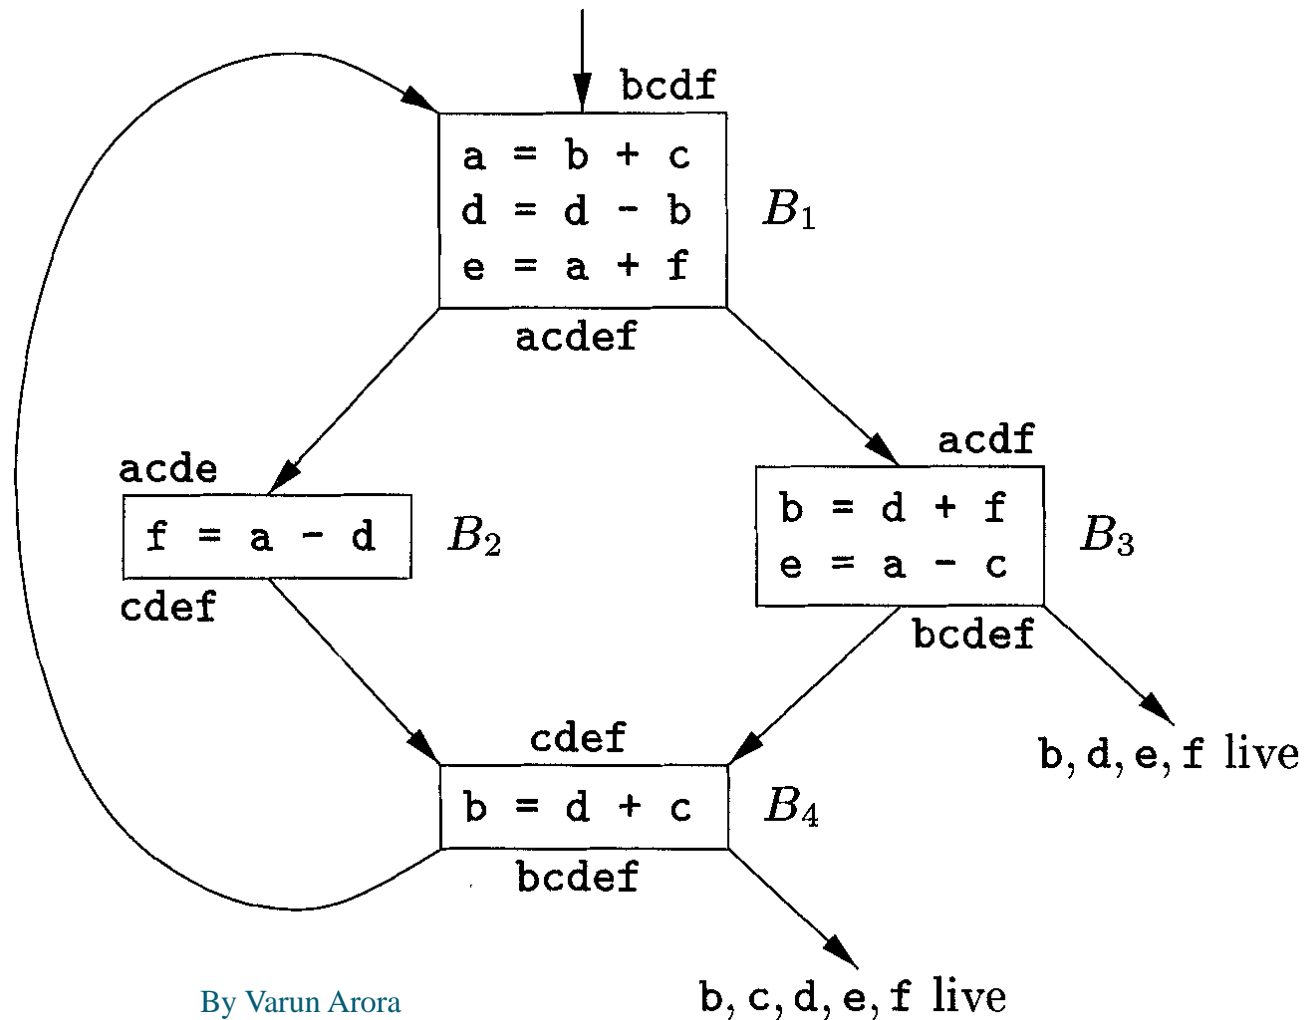 bcdf
a = b + c
d = d - b
e = a + f
B₁
acdef
acde
f = a - d
B₂
cdef
acdf
b = d + f
e = a - c
B₃
bcdef
b, d, e, f live
cdef
b = d + c
B₄
bcdef
b, c, d, e, f live
By Varun Arora